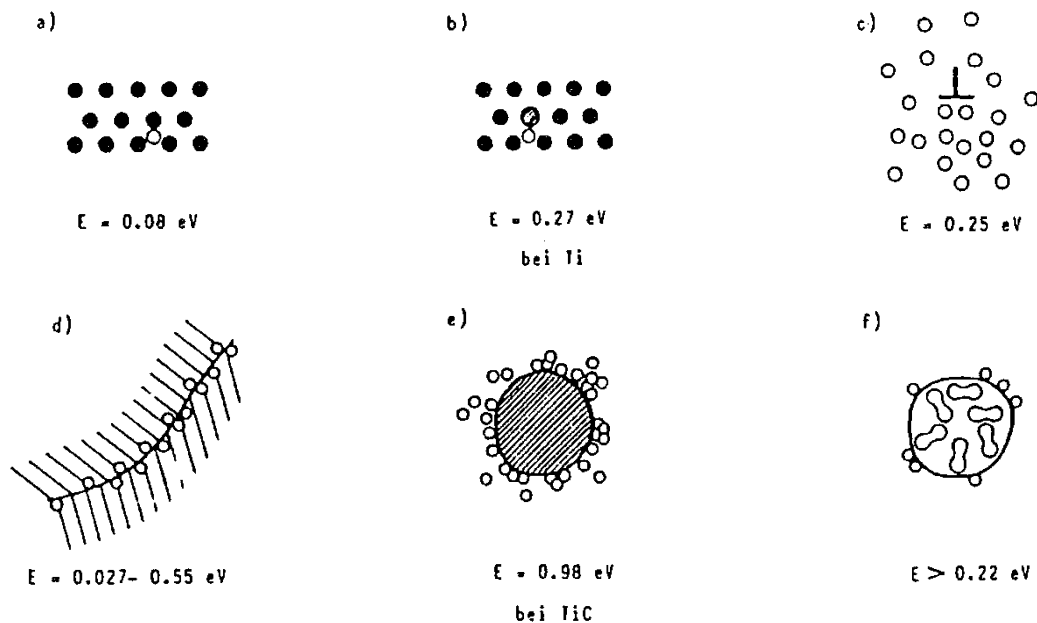 a)
b)
c)
E = 0.08 eV
E = 0.27 eV
bei Ti
E = 0.25 eV
d)
e)
f)
E = 0.027- 0.55 eV
E = 0.98 eV
bei TiC
E > 0.22 eV